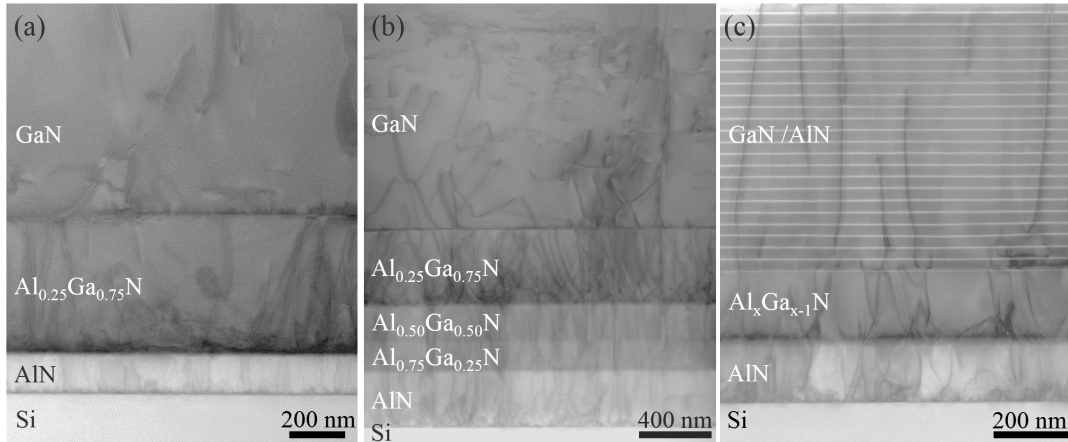 (a)
GaN
Al₀.₂₅Ga₀.₇₅N
AlN
Si
200 nm
(b)
GaN
Al₀.₂₅Ga₀.₇₅N
Al₀.₅₀Ga₀.₅₀N
Al₀.₇₅Ga₀.₂₅N
AlN
Si
400 nm
(c)
GaN /AlN
AlₓGaₓ₋₁N
AlN
Si
200 nm